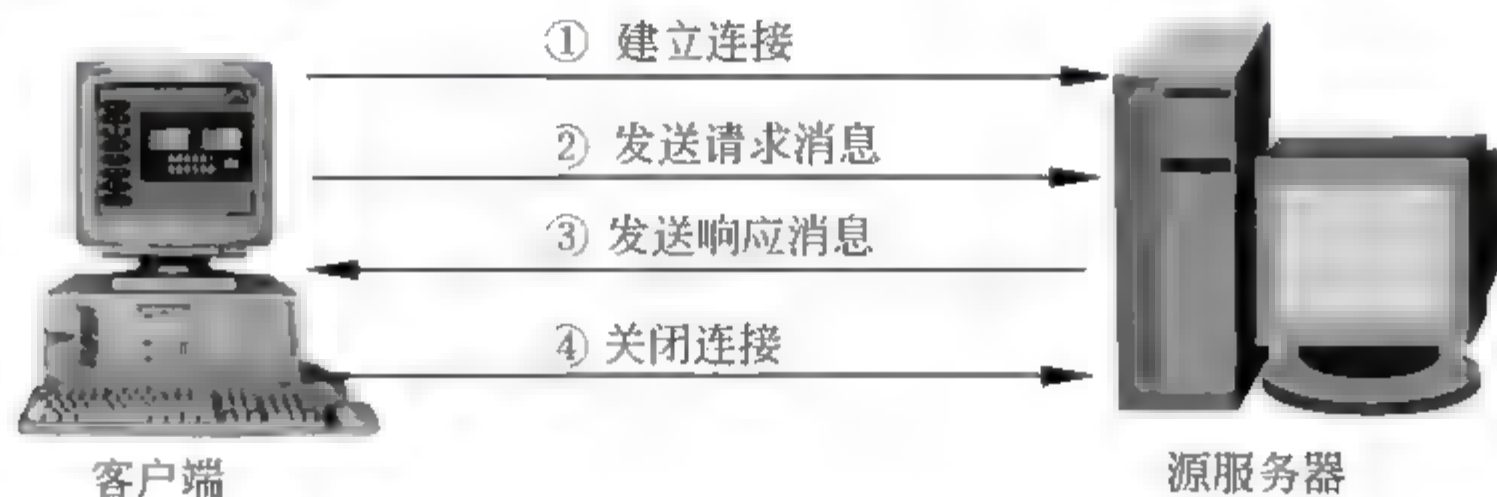 ① 建立连接
② 发送请求消息
③ 发送响应消息
④ 关闭连接
客户端
源服务器